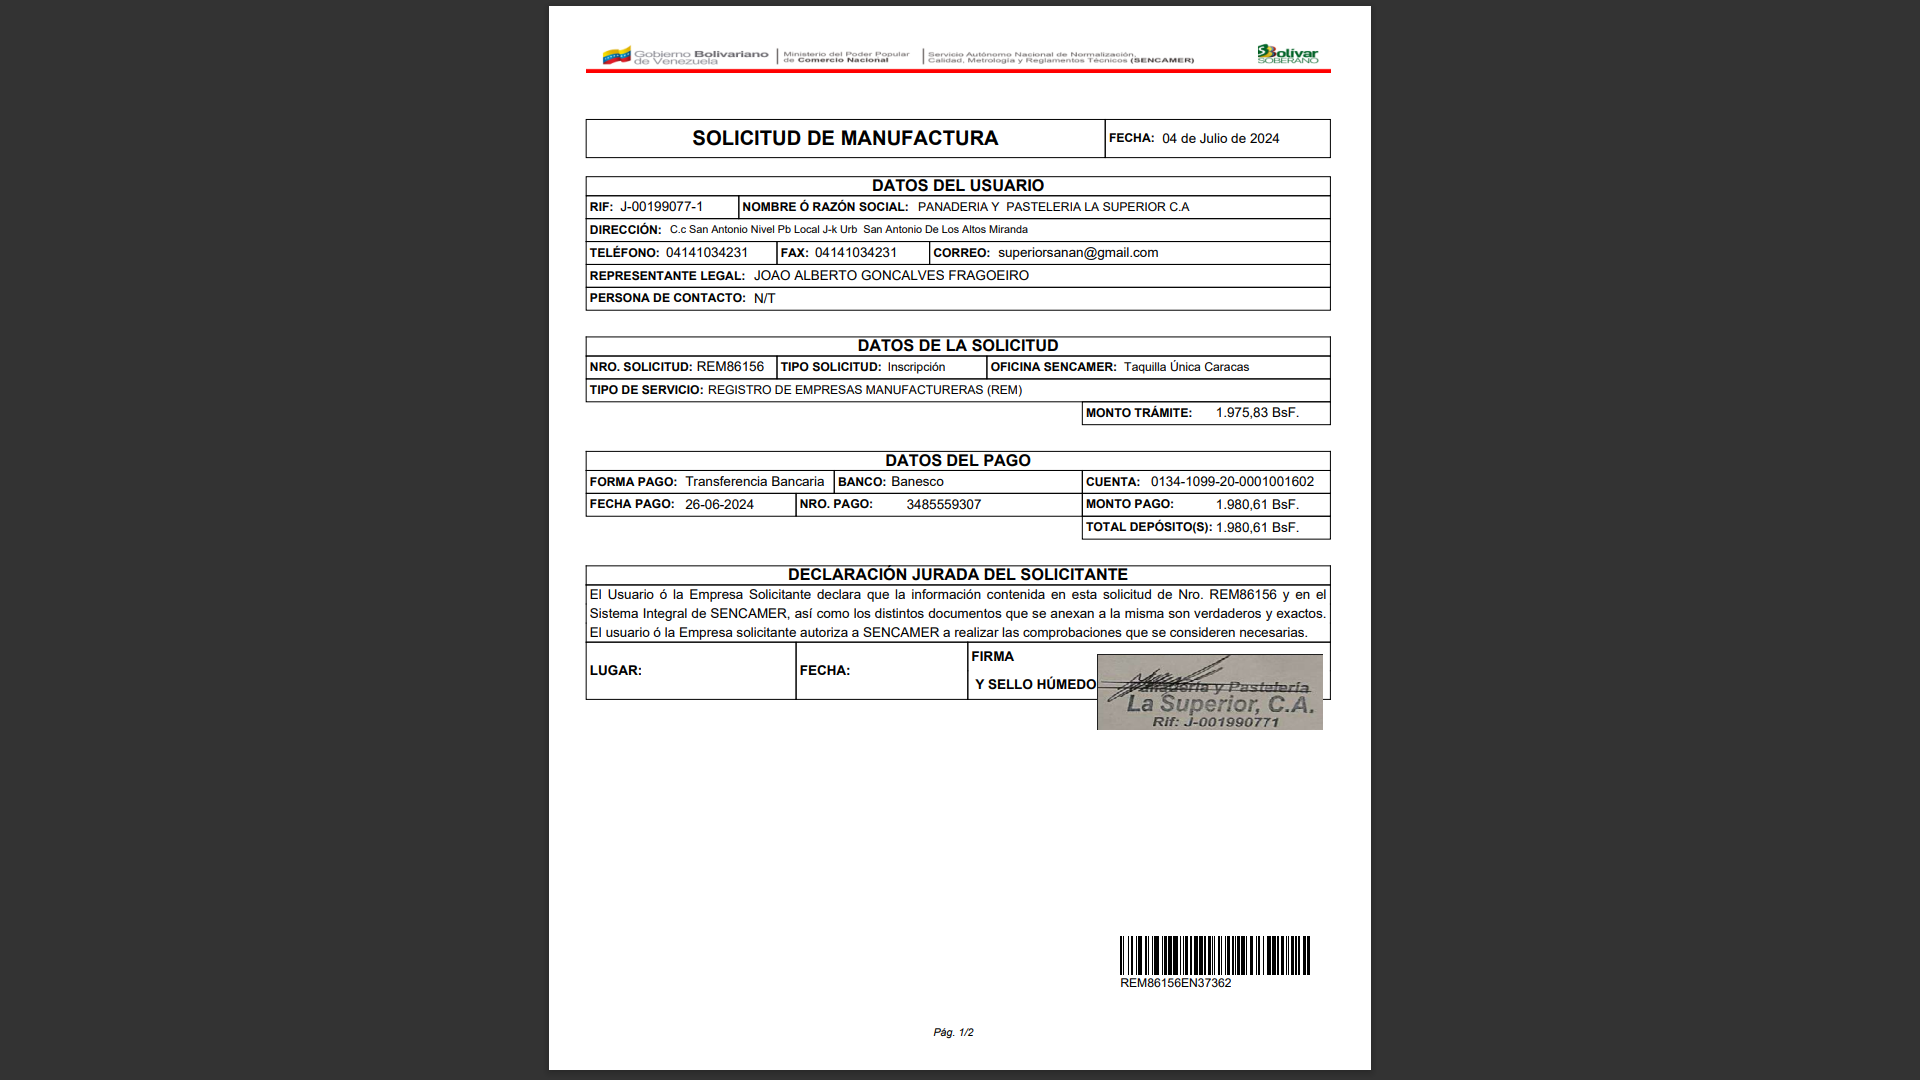 Gobierno Bolivariano
de Venezuela
Ministerio del Poder Popular
de Comercio Nacional
Servicio Autónomo Nacional de Normalización,
Calidad, Metrología y Reglamentos Técnicos (SENCAMER)
Bolívar
SOBERANO
SOLICITUD DE MANUFACTURA
FECHA: 04 de Julio de 2024
DATOS DEL USUARIO
RIF: J-00199077-1 NOMBRE Ó RAZÓN SOCIAL: PANADERIA Y PASTELERIA LA SUPERIOR C.A
DIRECCIÓN: C.c San Antonio Nivel Pb Local J-k Urb San Antonio De Los Altos Miranda
TELÉFONO: 04141034231 FAX: 04141034231 CORREO: superiorsanan@gmail.com
REPRESENTANTE LEGAL: JOAO ALBERTO GONCALVES FRAGOEIRO
PERSONA DE CONTACTO: N/T
DATOS DE LA SOLICITUD
NRO. SOLICITUD: REM86156 TIPO SOLICITUD: Inscripción OFICINA SENCAMER: Taquilla Única Caracas
TIPO DE SERVICIO: REGISTRO DE EMPRESAS MANUFACTURERAS (REM)
MONTO TRÁMITE: 1.975,83 BsF.
DATOS DEL PAGO
FORMA PAGO: Transferencia Bancaria BANCO: Banesco CUENTA: 0134-1099-20-0001001602
FECHA PAGO: 26-06-2024 NRO. PAGO: 3485559307 MONTO PAGO: 1.980,61 BsF.
TOTAL DEPÓSITO(S): 1.980,61 BsF.
DECLARACIÓN JURADA DEL SOLICITANTE
El Usuario ó la Empresa Solicitante declara que la información contenida en esta solicitud de Nro. REM86156 y en el
Sistema Integral de SENCAMER, así como los distintos documentos que se anexan a la misma son verdaderos y exactos.
El usuario ó la Empresa solicitante autoriza a SENCAMER a realizar las comprobaciones que se consideren necesarias.
LUGAR: FECHA: FIRMA
Y SELLO HÚMEDO
Panadería y Pastelería
La Superior, C.A.
Rif: J-001990771
REM86156EN37362
Pág. 1/2